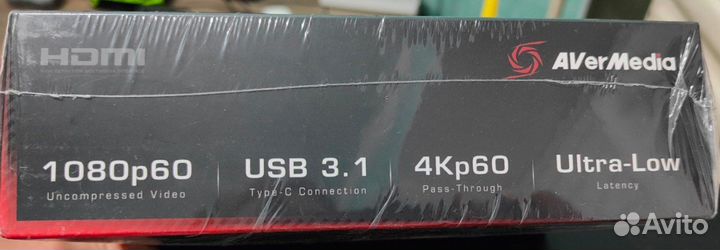 HDMI
AVerMedia
1080p60
Uncompressed Video
USB 3.1
Type-C Connection
4Kp60
Pass-Through
Ultra-Low
Latency
Avito